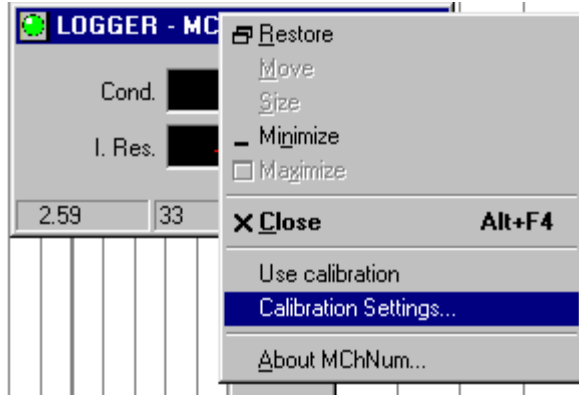 LOGGER - MC
Cond.
I. Res.
2.59 33
Restore
Move
Size
Minimize
Maximize
Close Alt+F4
Use calibration
Calibration Settings...
About MChNum...